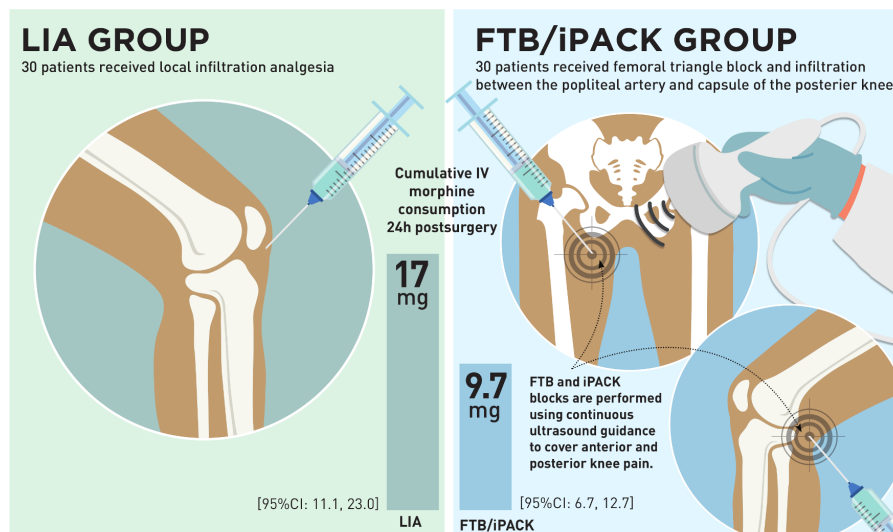 LIA GROUP
30 patients received local infiltration analgesia
FTB/iPACK GROUP
30 patients received femoral triangle block and infiltration
between the popliteal artery and capsule of the posterier knee
Cumulative IV
morphine
consumption
24h postsurgery
17
mg
9.7
mg
FTB and iPACK
blocks are performed
using continuous
ultrasound guidance
to cover anterior and
posterior knee pain.
[95%CI: 11.1, 23.0]
[95%CI: 6.7, 12.7]
LIA
FTB/iPACK